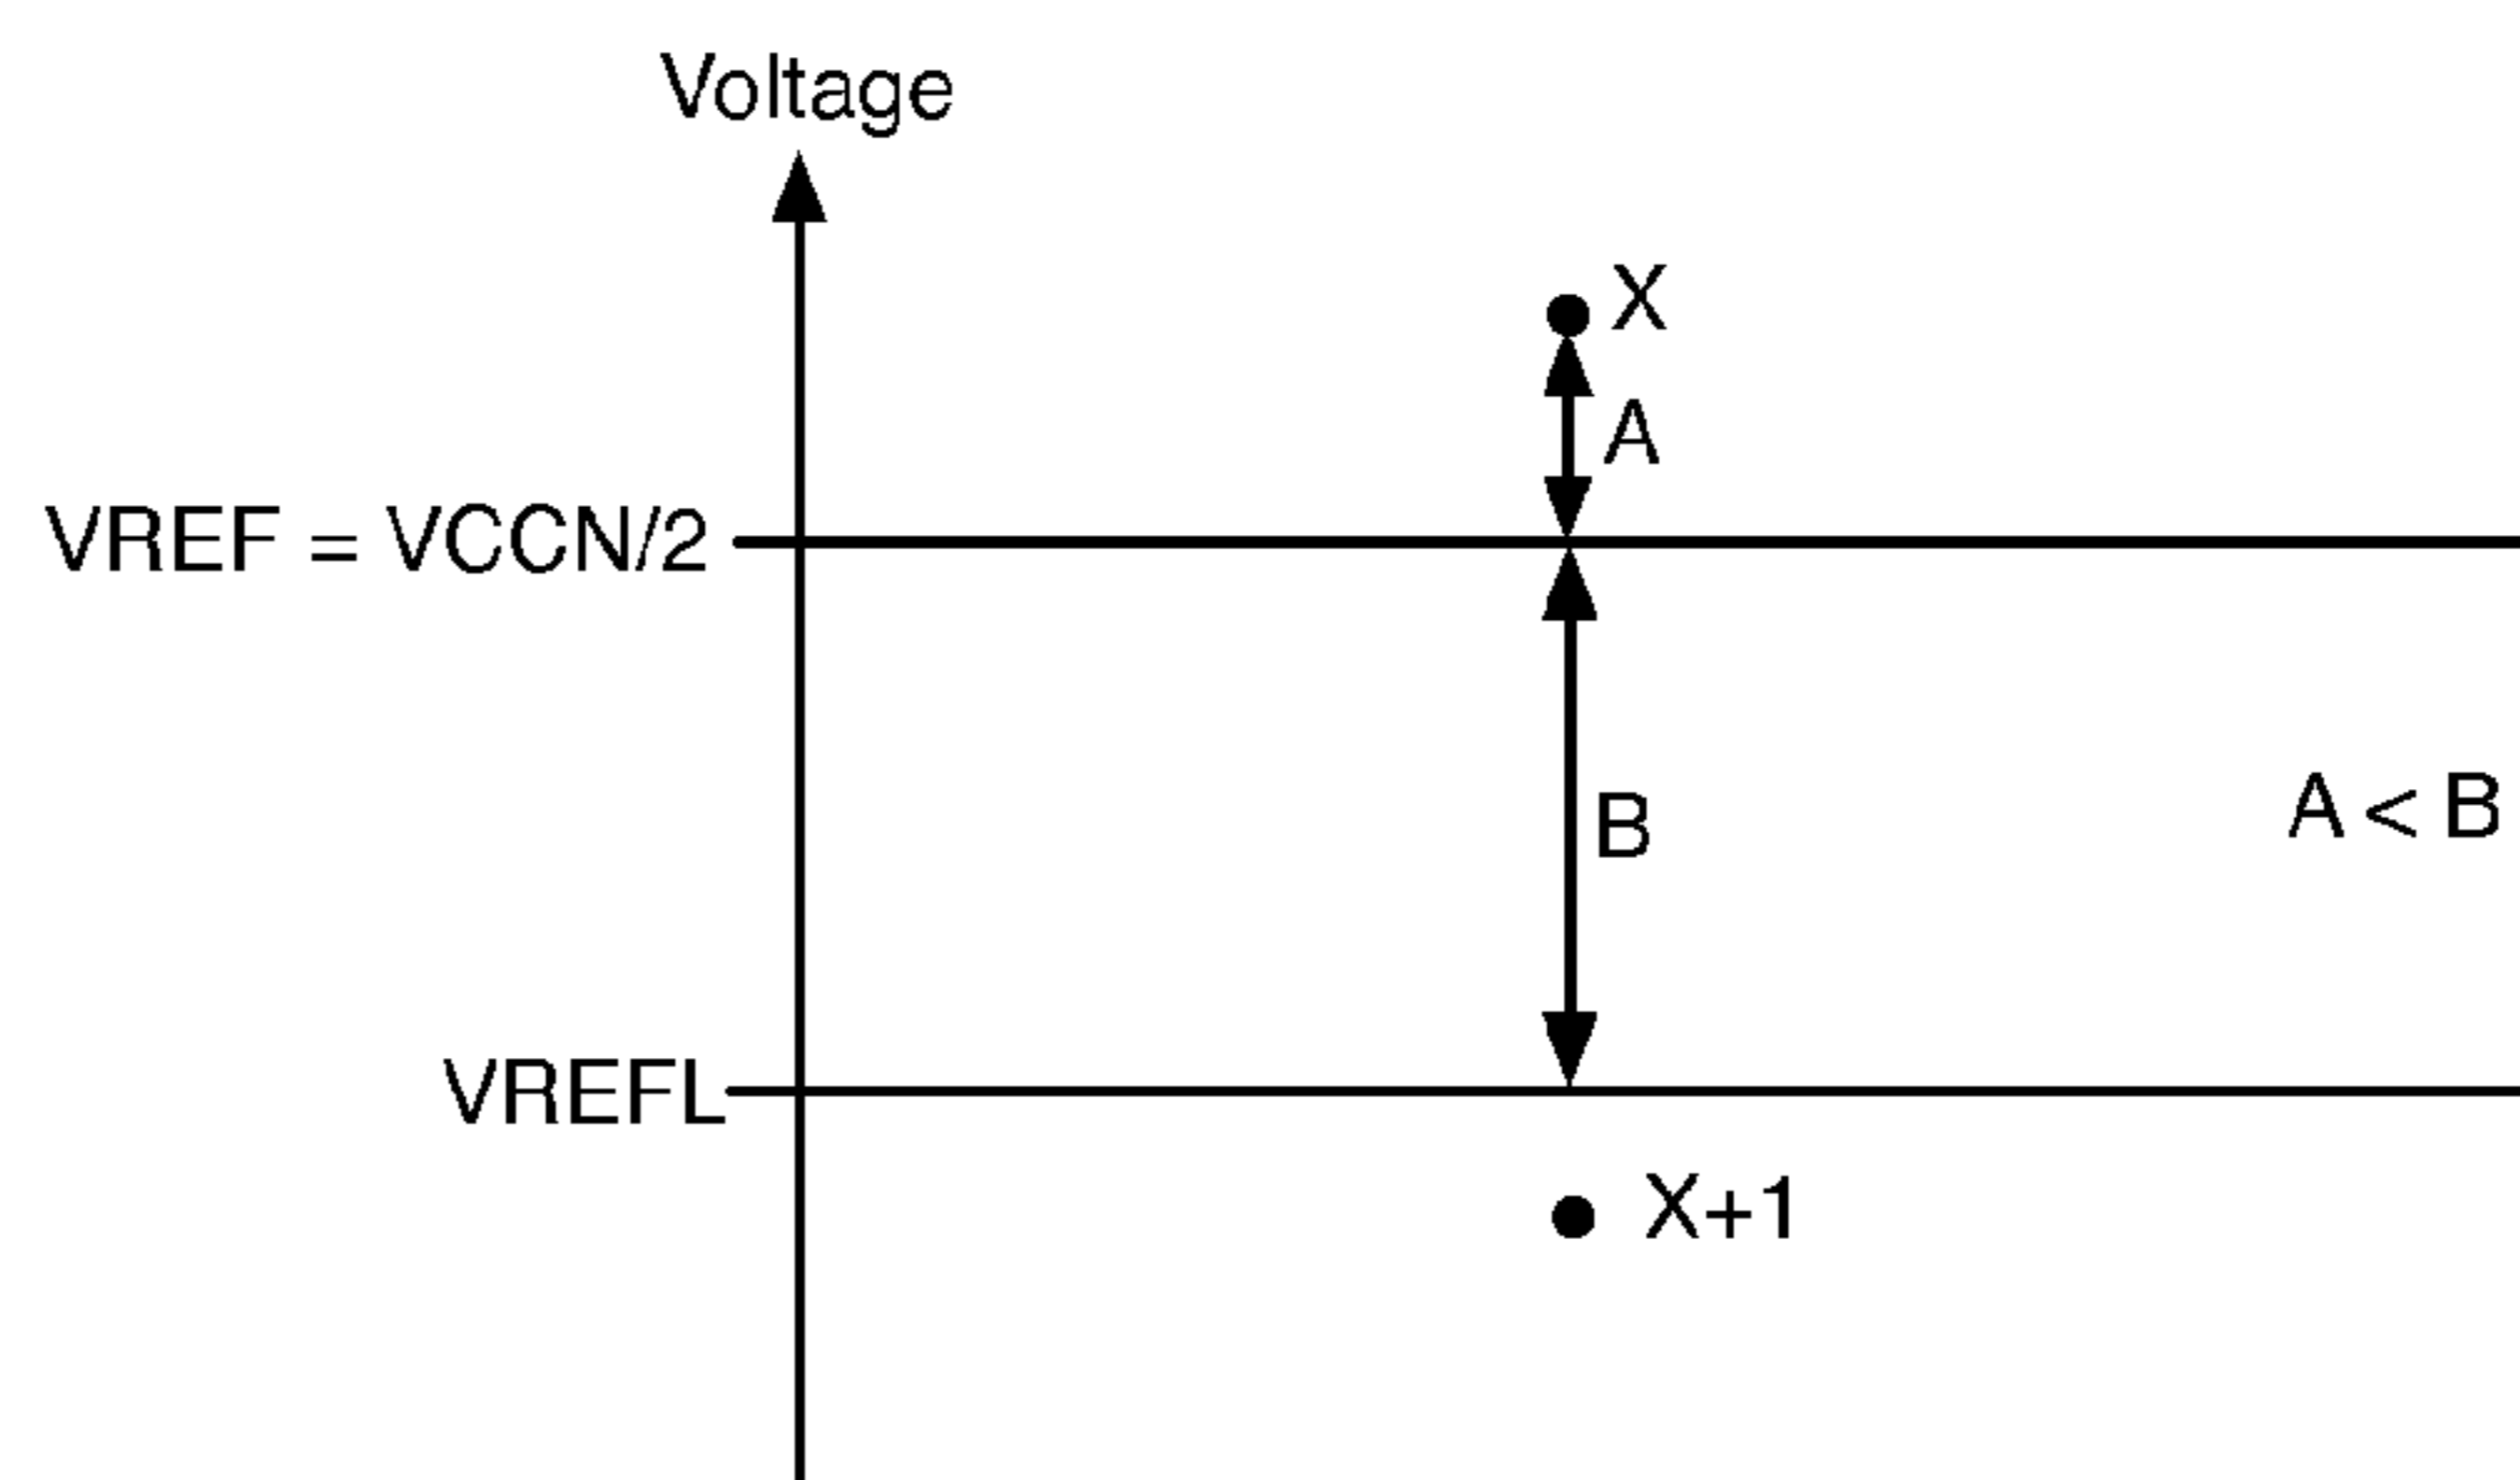 Voltage
X
A
VREF = VCCN/2
B
A < B
VREFL
X+1